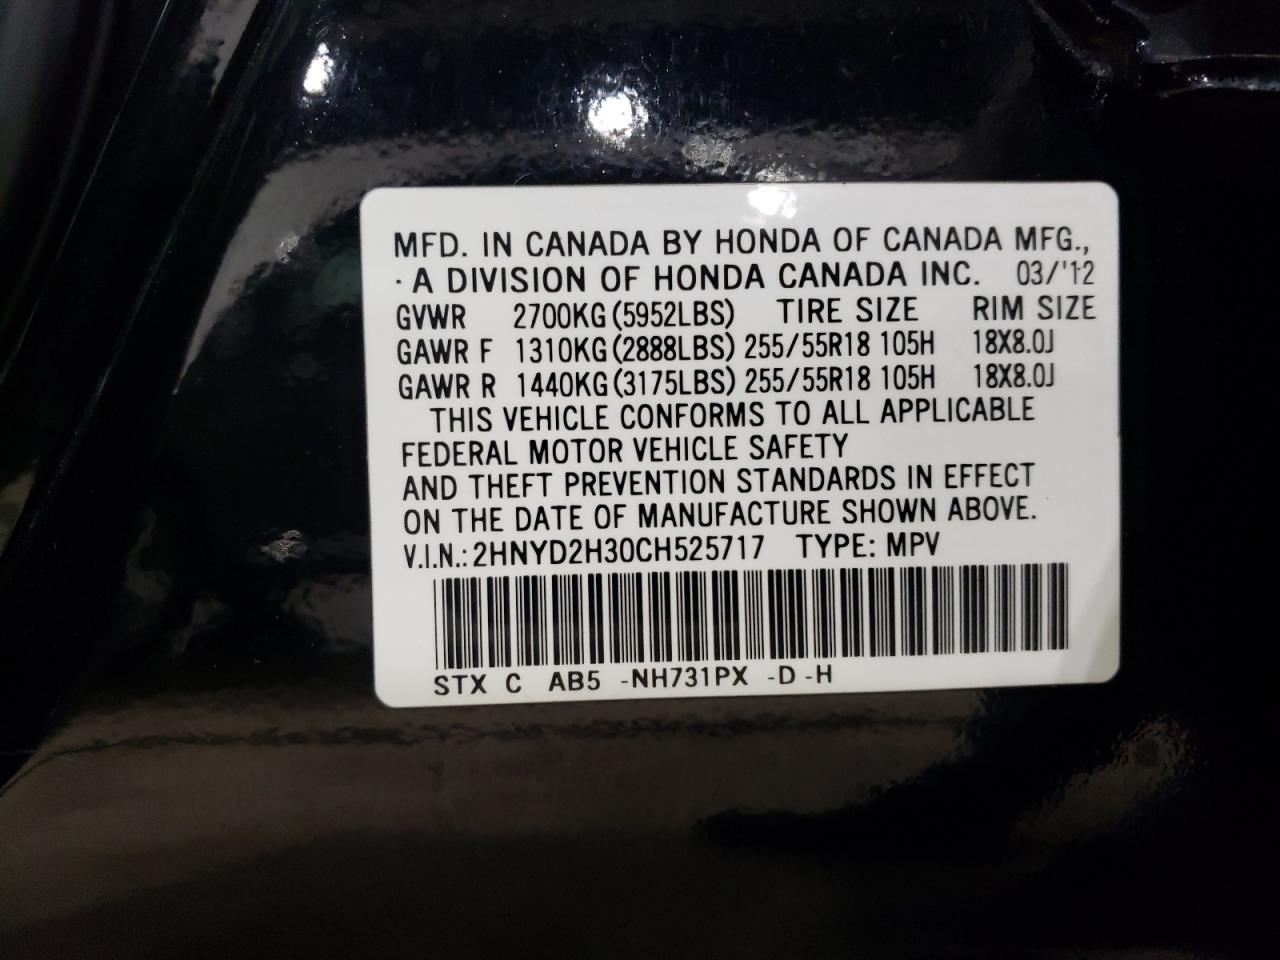 MFD. IN CANADA BY HONDA OF CANADA MFG.,
· A DIVISION OF HONDA CANADA INC. 03/'12
GVWR 2700KG (5952LBS) TIRE SIZE RIM SIZE
GAWR F 1310KG (2888LBS) 255/55R18 105H 18X8.0J
GAWR R 1440KG (3175LBS) 255/55R18 105H 18X8.0J
THIS VEHICLE CONFORMS TO ALL APPLICABLE
FEDERAL MOTOR VEHICLE SAFETY
AND THEFT PREVENTION STANDARDS IN EFFECT
ON THE DATE OF MANUFACTURE SHOWN ABOVE.
V.I.N.: 2HNYD2H30CH525717 TYPE: MPV
STX C AB5 -NH731PX -D -H